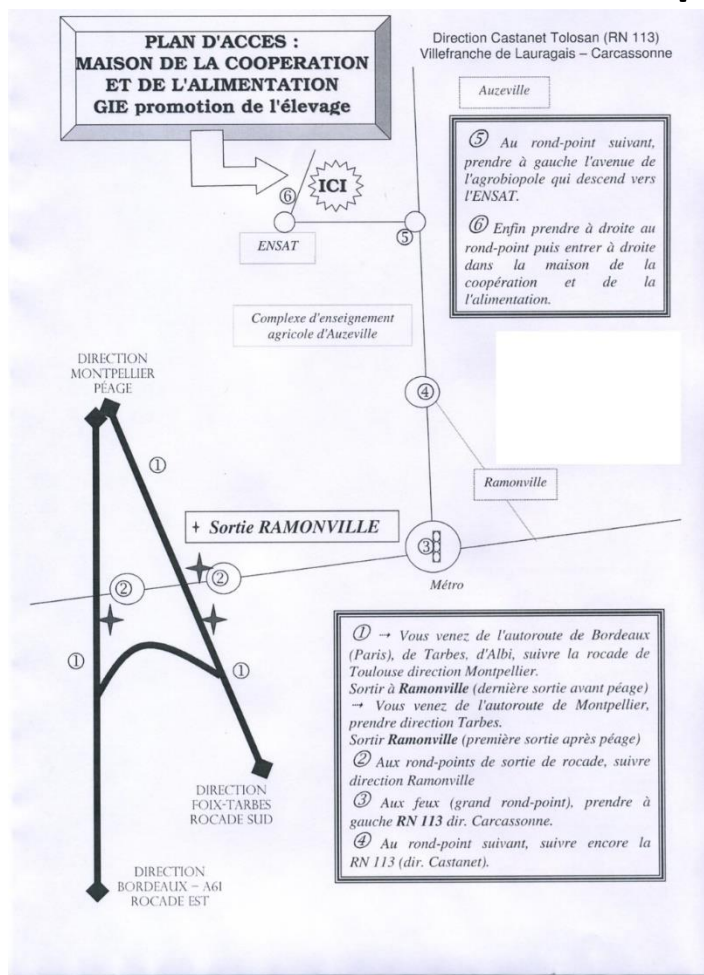 PLAN D'ACCES :
MAISON DE LA COOPERATION
ET DE L'ALIMENTATION
GIE promotion de l'élevage
Direction Castanet Tolosan (RN 113)
Villefranche de Lauragais – Carcassonne
Auzeville
⑤ Au rond-point suivant,
prendre à gauche l'avenue de
l'agrobiopole qui descend vers
l'ENSAT.
⑥ Enfin prendre à droite au
rond-point puis entrer à droite
dans la maison de la
coopération et de la
l'alimentation.
ICI
⑥
⑤
ENSAT
Complexe d'enseignement
agricole d'Auzeville
DIRECTION
MONTPELLIER
PÉAGE
④
①
Ramonville
Sortie RAMONVILLE
③
②
②
Métro
①
①
① → Vous venez de l'autoroute de Bordeaux
(Paris), de Tarbes, d'Albi, suivre la rocade de
Toulouse direction Montpellier.
Sortir à Ramonville (dernière sortie avant péage)
→ Vous venez de l'autoroute de Montpellier,
prendre direction Tarbes.
Sortir Ramonville (première sortie après péage)
② Aux rond-points de sortie de rocade, suivre
direction Ramonville
③ Aux feux (grand rond-point), prendre à
gauche RN 113 dir. Carcassonne.
④ Au rond-point suivant, suivre encore la
RN 113 (dir. Castanet).
DIRECTION
FOIX-TARBES
ROCADE SUD
DIRECTION
BORDEAUX – A61
ROCADE EST